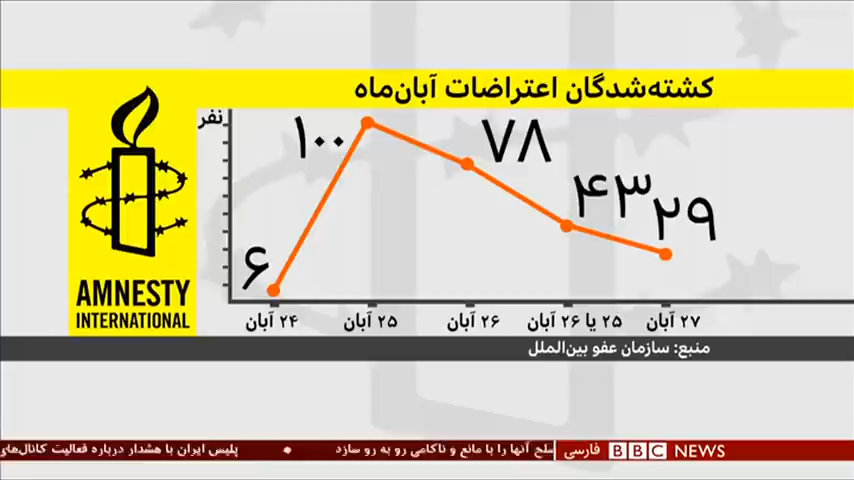 کشته‌شدگان اعتراضات آبان‌ماه
نفر
۶
۱۰۰
۷۸
۴۳
۲۹
۲۴ آبان
۲۵ آبان
۲۶ آبان
۲۵ یا ۲۶ آبان
۲۷ آبان
AMNESTY
INTERNATIONAL
منبع: سازمان عفو بین‌الملل
BBC NEWS فارسی
سلح آنها را با مانع و ناکامی رو به رو سازد • پلیس ایران با هشدار درباره فعالیت کانال‌های